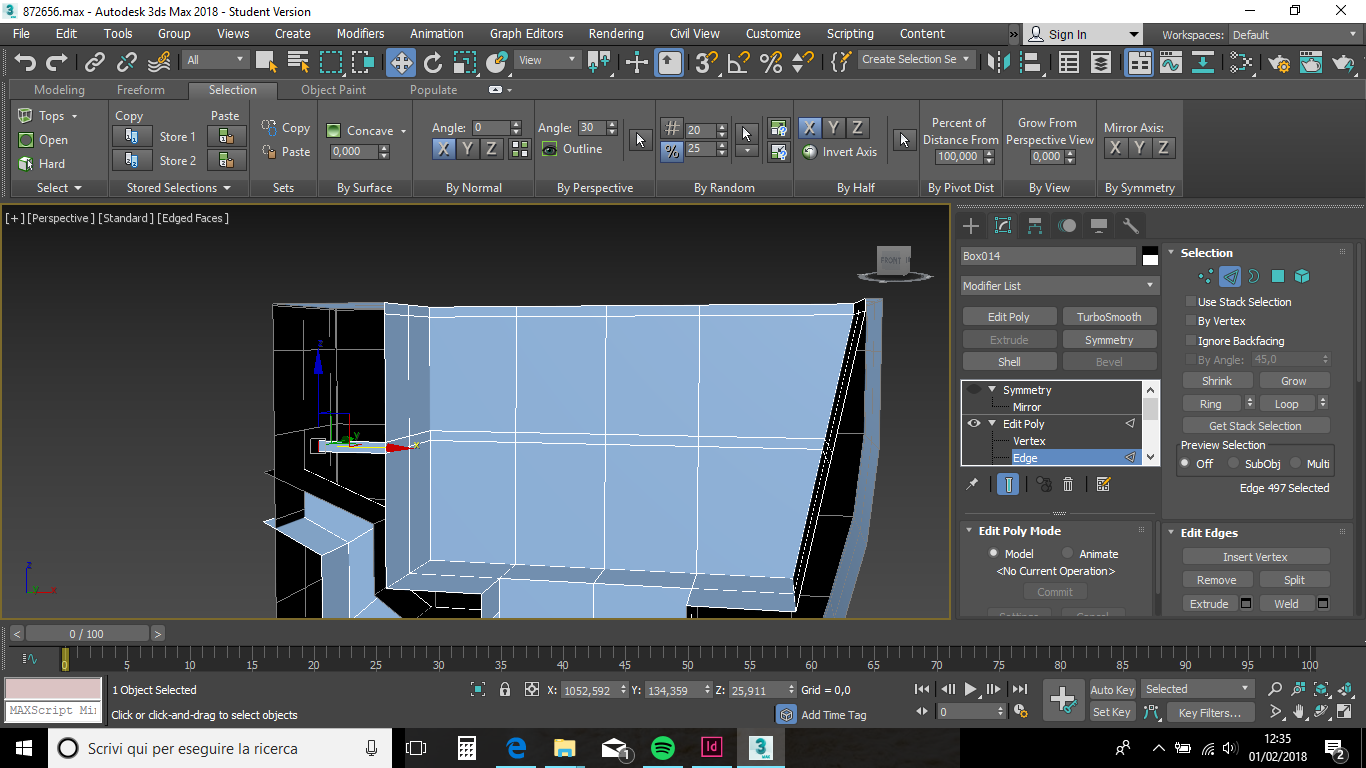 872656.max - Autodesk 3ds Max 2018 - Student Version
File Edit Tools Group Views Create Modifiers Animation Graph Editors Rendering Civil View Customize Scripting Content » Sign In Workspaces: Default
All View Create Selection Se
Modeling Freeform Selection Object Paint Populate
Tops Copy Paste Copy Concave Angle: 0 Angle: 30 20 X Y Z Percent of Grow From Mirror Axis:
Open Store 1 Paste 0,000 X Y Z Outline % 25 Invert Axis Distance From Perspective View X Y Z
Hard Store 2 100,000 0,000
Select Stored Selections Sets By Surface By Normal By Perspective By Random By Half By Pivot Dist By View By Symmetry
[+] [Perspective] [Standard] [Edged Faces]
FRONT
z
y
x
z
x
Box014
Modifier List
Edit Poly TurboSmooth
Extrude Symmetry
Shell Bevel
Symmetry
Mirror
Edit Poly
Vertex
Edge
Edit Poly Mode
Model Animate
<No Current Operation>
Commit
Settings Cancel
Selection
Use Stack Selection
By Vertex
Ignore Backfacing
By Angle: 45,0
Shrink Grow
Ring Loop
Get Stack Selection
Preview Selection
Off SubObj Multi
Edge 497 Selected
Edit Edges
Insert Vertex
Remove Split
Extrude Weld
< 0 / 100 >
0 5 10 15 20 25 30 35 40 45 50 55 60 65 70 75 80 85 90 95 100
1 Object Selected X: 1052,592 Y: 134,359 Z: 25,911 Grid = 0,0 Auto Key Selected
MAXScript Mi Click or click-and-drag to select objects Add Time Tag 0 Set Key Key Filters...
Scrivi qui per eseguire la ricerca
1
Id
3
MAX
12:35
01/02/2018
2